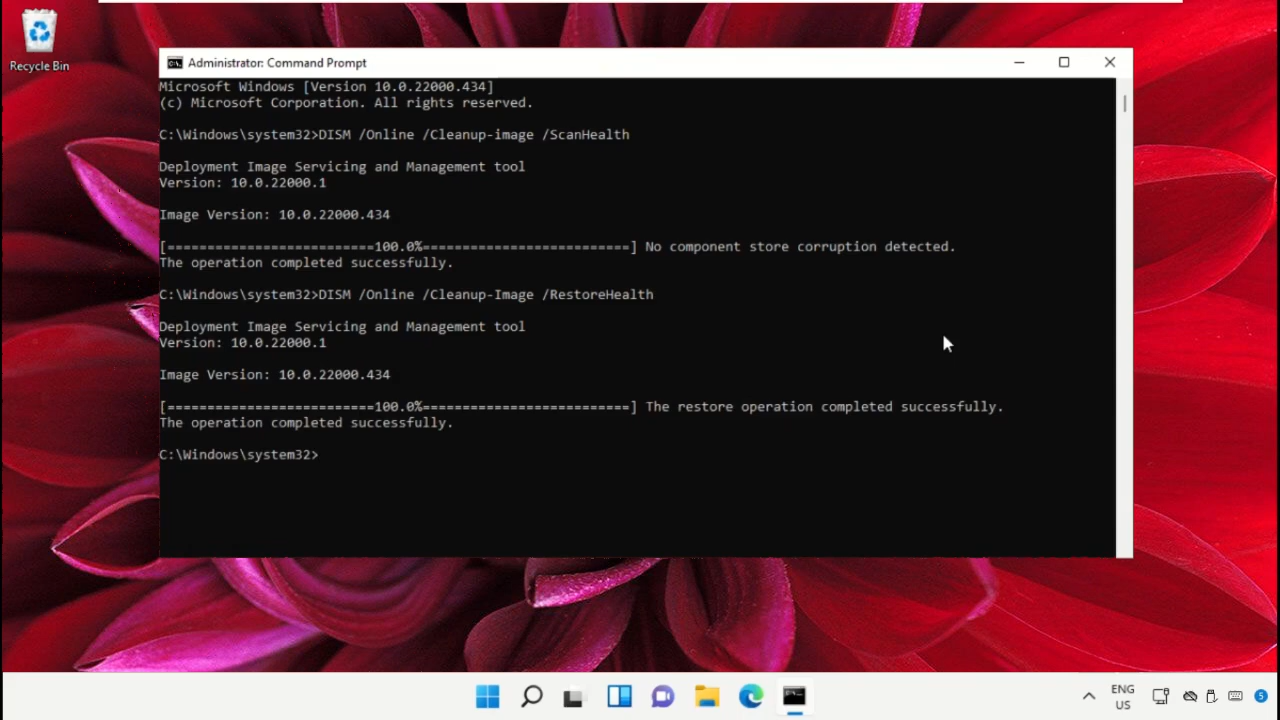 Recycle Bin
Administrator: Command Prompt
Microsoft Windows [Version 10.0.22000.434]
(c) Microsoft Corporation. All rights reserved.
C:\Windows\system32>DISM /Online /Cleanup-image /ScanHealth
Deployment Image Servicing and Management tool
Version: 10.0.22000.1
Image Version: 10.0.22000.434
[==========================100.0%==========================] No component store corruption detected.
The operation completed successfully.
C:\Windows\system32>DISM /Online /Cleanup-Image /RestoreHealth
Deployment Image Servicing and Management tool
Version: 10.0.22000.1
Image Version: 10.0.22000.434
[==========================100.0%==========================] The restore operation completed successfully.
The operation completed successfully.
C:\Windows\system32>
ENG
US
5